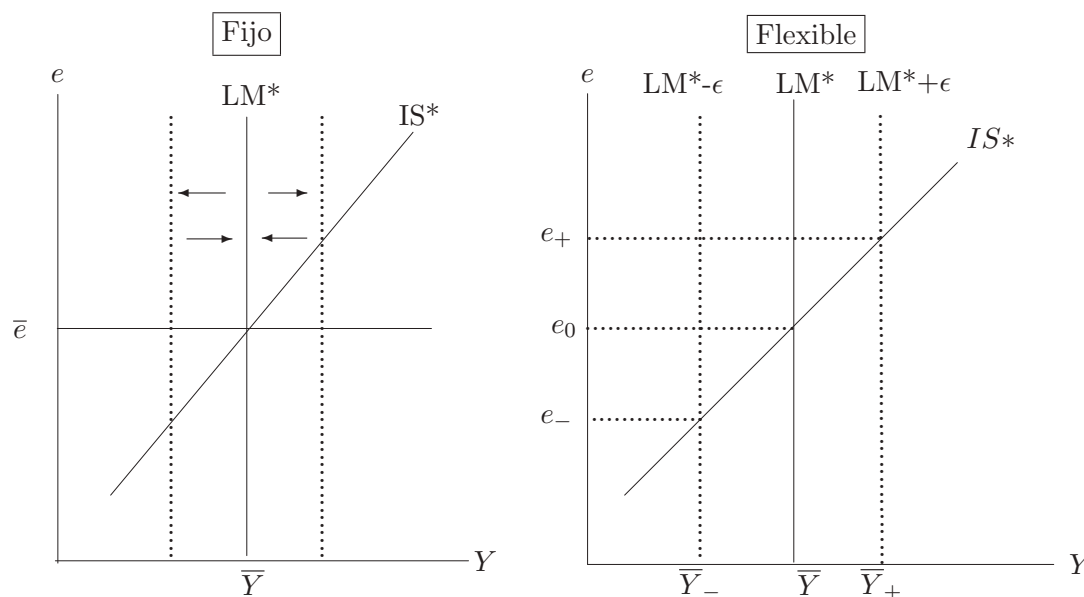 Fijo
e
LM*
IS*
e̅
Y̅
Y
Flexible
e
LM*-ϵ
LM*
LM*+ϵ
IS*
e₊
e₀
e₋
Y̅₋
Y̅
Y̅₊
Y